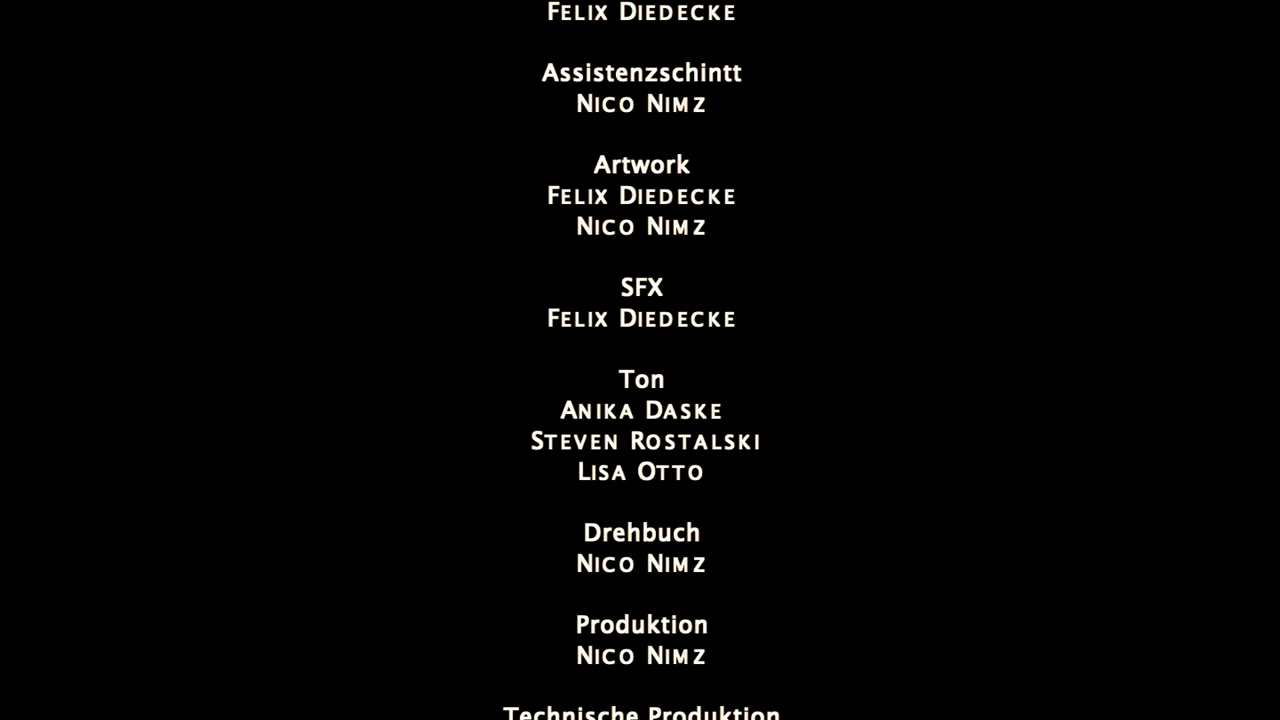 FELIX DIEDECKE
Assistenzschintt
NICO NIMZ
Artwork
FELIX DIEDECKE
NICO NIMZ
SFX
FELIX DIEDECKE
Ton
ANIKA DASKE
STEVEN ROSTALSKI
LISA OTTO
Drehbuch
NICO NIMZ
Produktion
NICO NIMZ
Technische Produktion